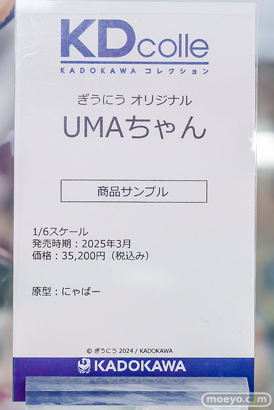 KDcolle
KADOKAWA コレクション
ぎうにう オリジナル
UMAちゃん
商品サンプル
1/6スケール
発売時期：2025年3月
価格：35,200円（税込み）
原型：にゃばー
© ぎうにう 2024 / KADOKAWA
KADOKAWA
moeyo.com